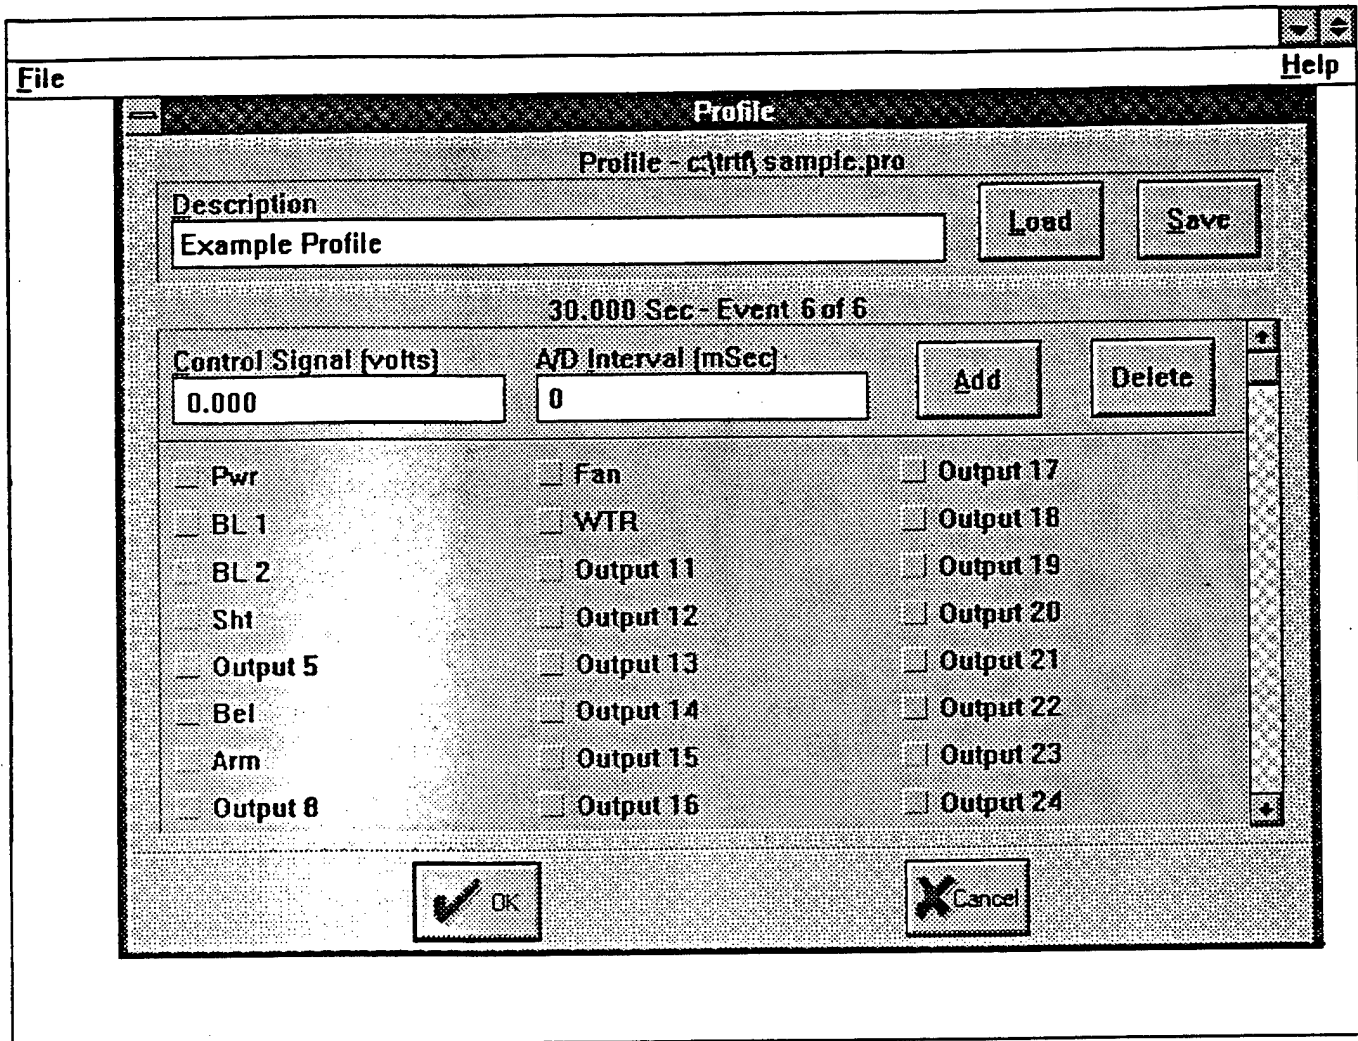 File Help
Profile
Profile - c:\trtf\ sample.pro
Description
Example Profile
Load
Save
30.000 Sec - Event 6 of 6
Control Signal (volts)
0.000
A/D Interval (mSec)
0
Add
Delete
Pwr
BL 1
BL 2
Sht
Output 5
Bel
Arm
Output 8
Fan
WTR
Output 11
Output 12
Output 13
Output 14
Output 15
Output 16
Output 17
Output 18
Output 19
Output 20
Output 21
Output 22
Output 23
Output 24
OK
Cancel